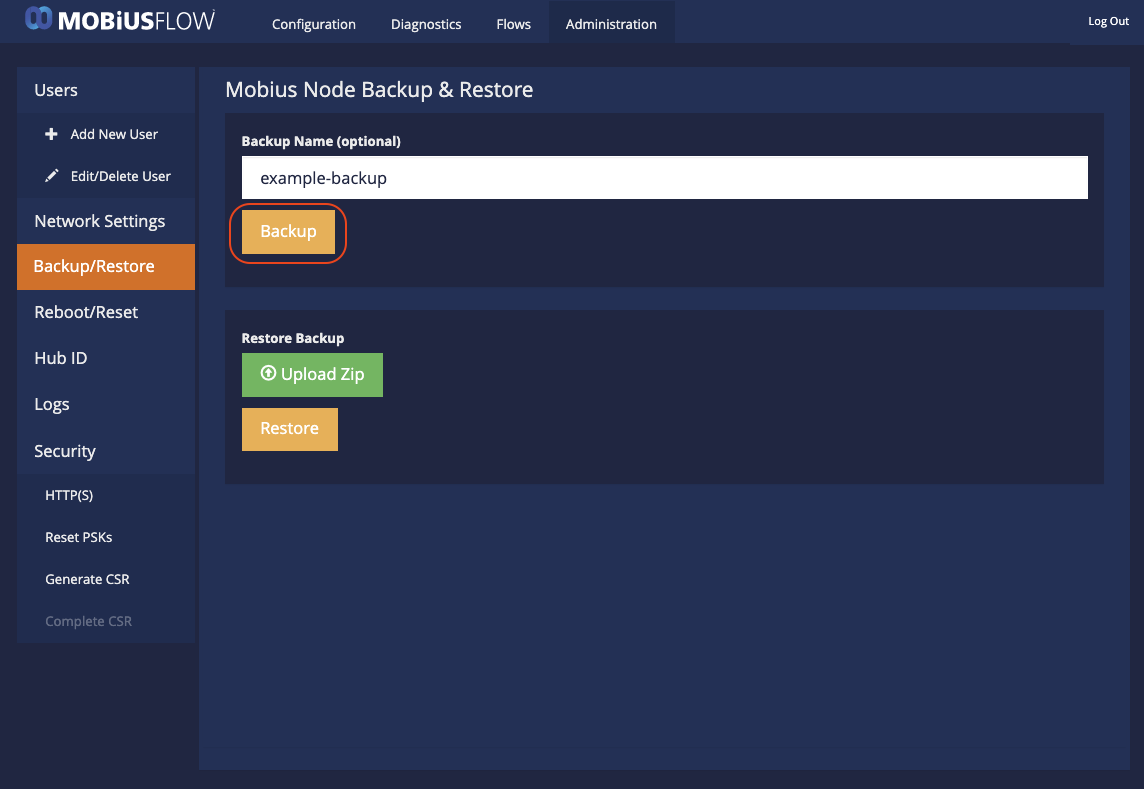 MOBiUSFLOW
Configuration
Diagnostics
Flows
Administration
Log Out
Users
Add New User
Edit/Delete User
Network Settings
Backup/Restore
Reboot/Reset
Hub ID
Logs
Security
HTTP(S)
Reset PSKs
Generate CSR
Complete CSR
Mobius Node Backup & Restore
Backup Name (optional)
example-backup
Backup
Restore Backup
Upload Zip
Restore